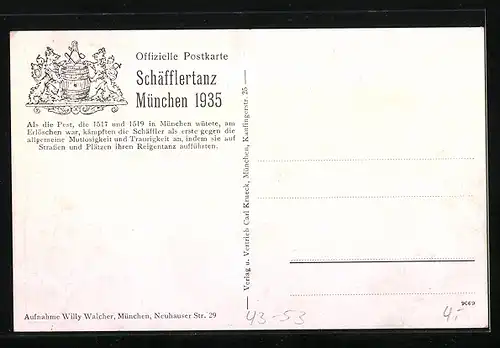 Offizielle Postkarte
Schäfflertanz
München 1935
Als die Pest, die 1517 und 1519 in München wütete, am
Erlöschen war, kämpften die Schäffler als erste gegen die
allgemeine Mutlosigkeit und Traurigkeit an, indem sie auf
Straßen und Plätzen ihren Reigentanz aufführten.
Verlag u. Vertrieb Carl Krueck, München, Kaufingerstr. 25
Aufnahme Willy Walcher, München, Neuhauser Str. 29
43-53
4.-